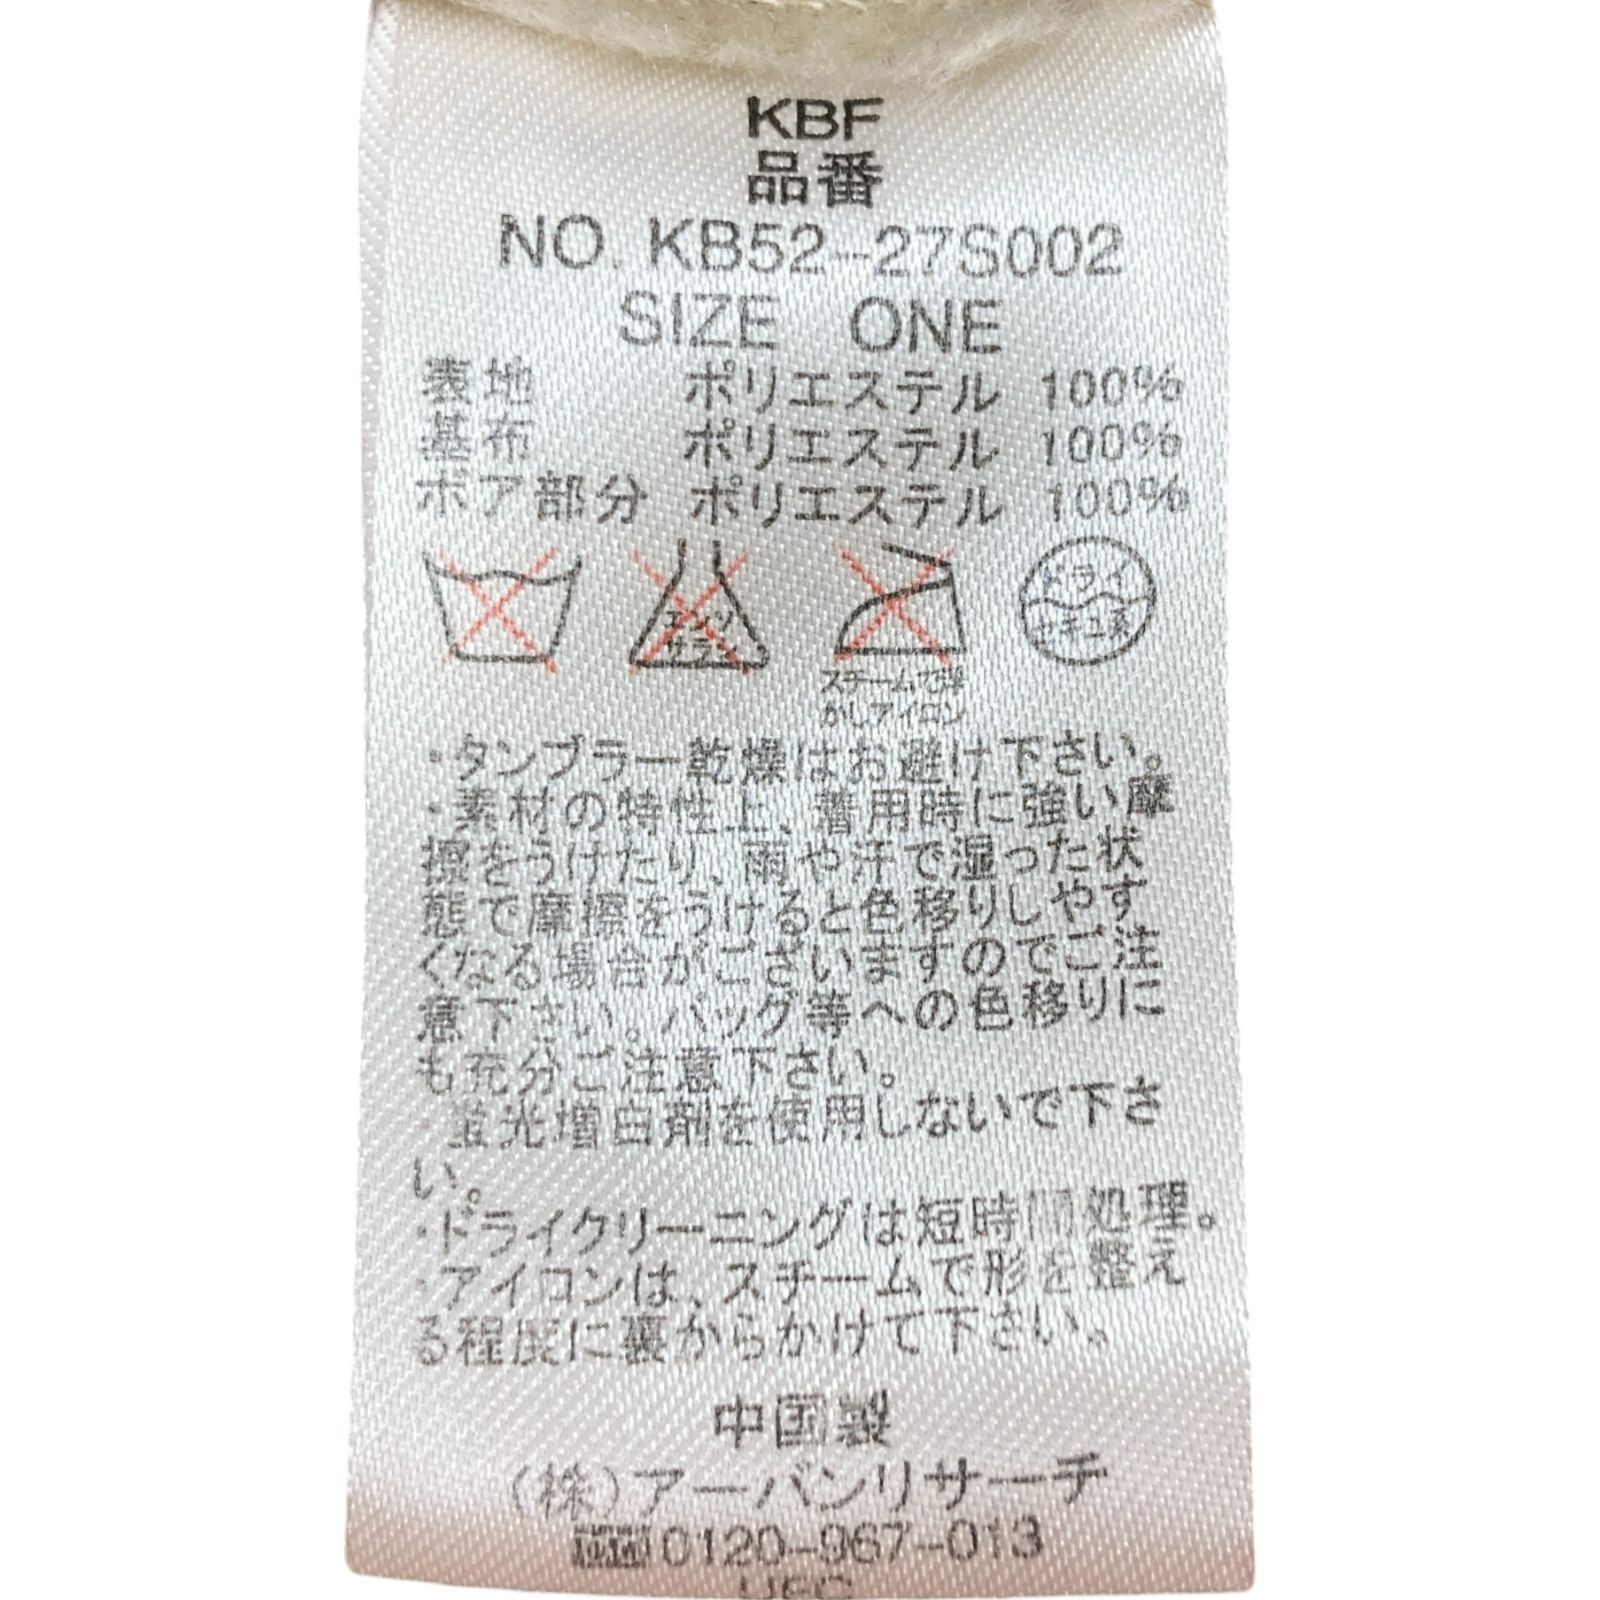 KBF
品番
NO. KB52-27S002
SIZE ONE
表地 ポリエステル 100%
基布 ポリエステル 100%
ボア部分 ポリエステル 100%
エンソ
サラシ
ドライ
セキユ系
スチームで浮
かしアイロン
・タンブラー乾燥はお避け下さい。
・素材の特性上、着用時に強い摩
擦をうけたり、雨や汗で湿った状
態で摩擦をうけると色移りしやす
くなる場合がございますのでご注
意下さい。バッグ等への色移りに
も充分ご注意下さい。
蛍光増白剤を使用しないで下さ
い。
・ドライクリーニングは短時間処理。
・アイロンは、スチームで形を整え
る程度に裏からかけて下さい。
中国製
(株)アーバンリサーチ
0120-967-013